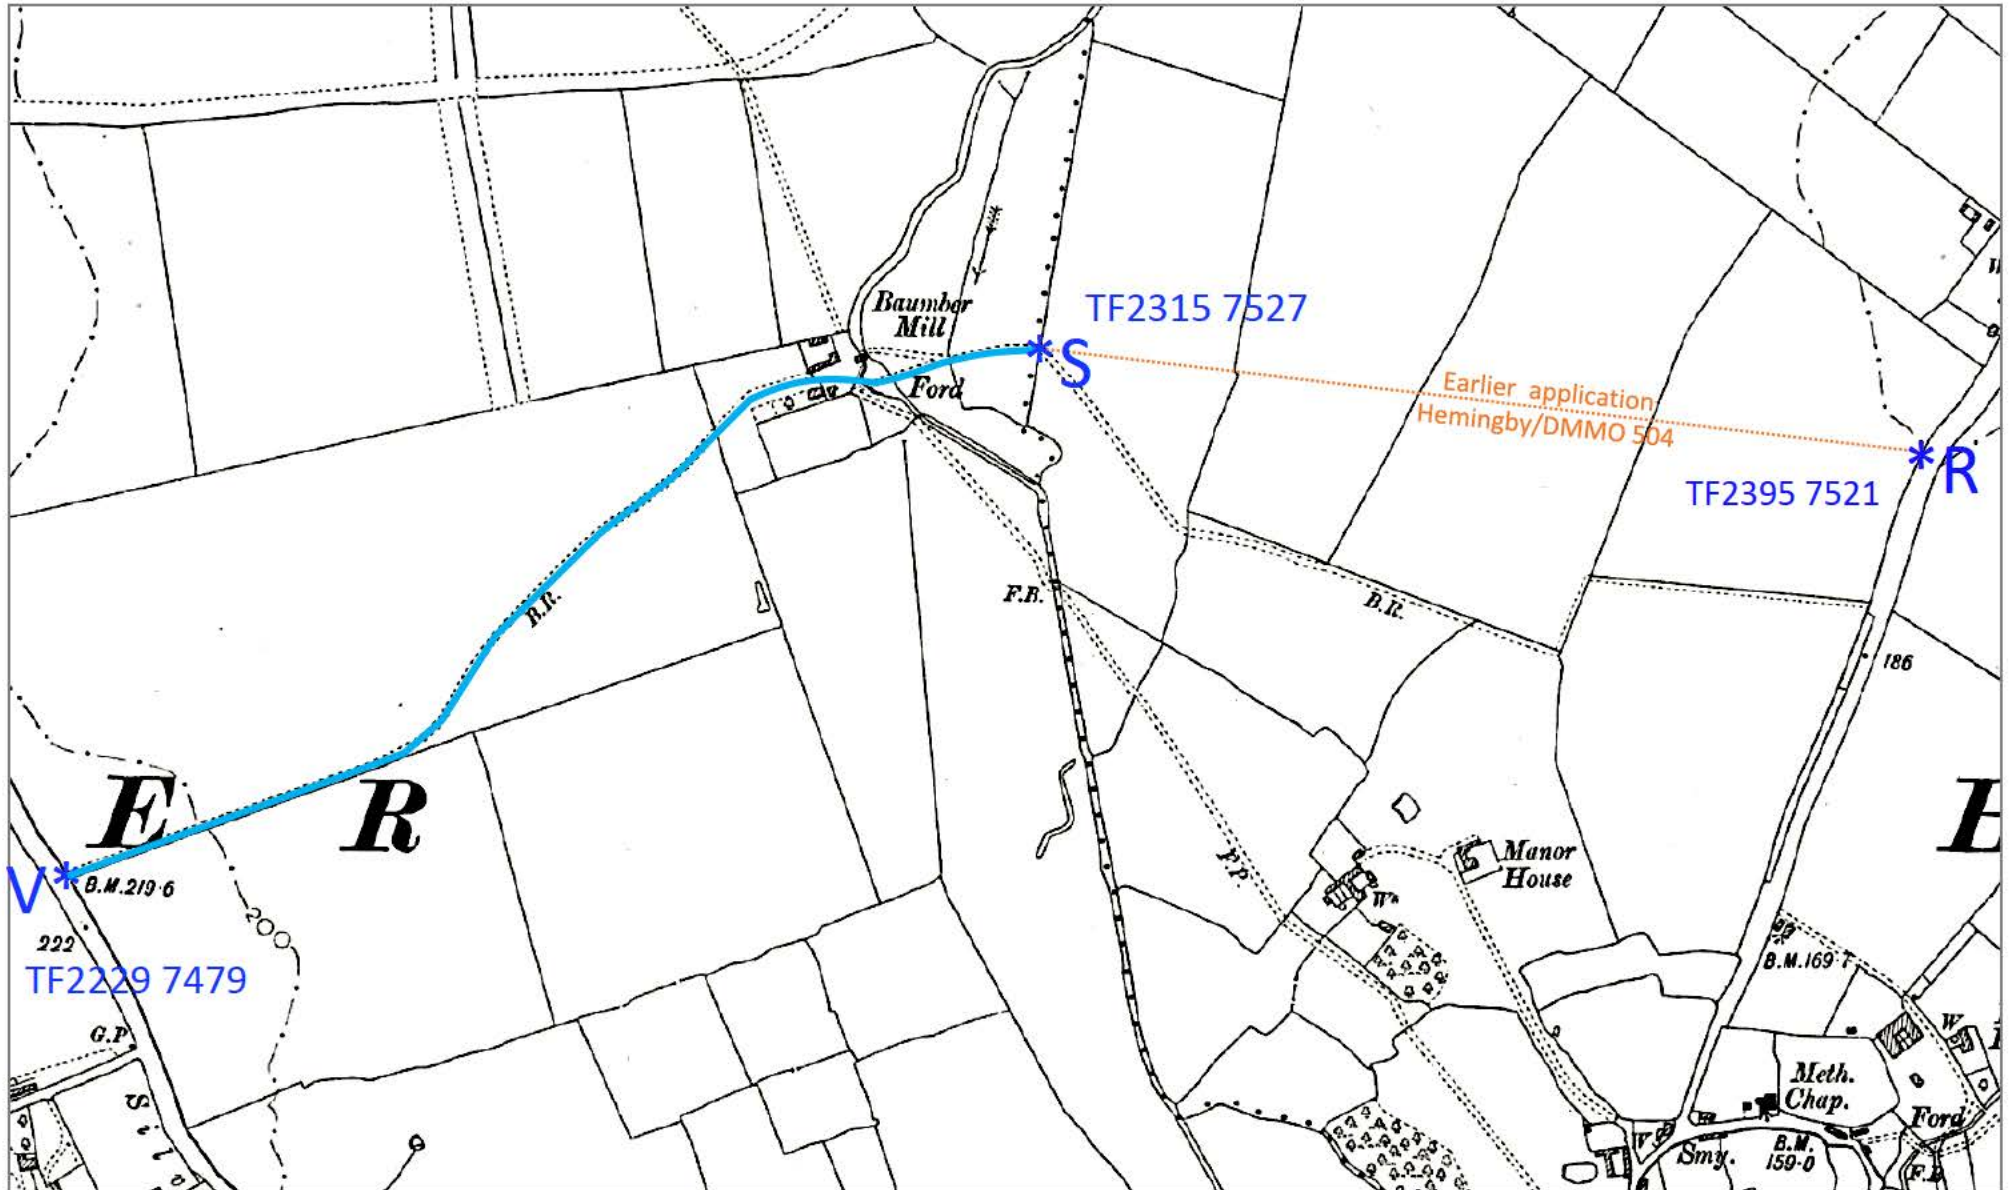 Baumber
Mill
TF2315 7527
S
Ford
Earlier application
Hemingby/DMMO 504
R
TF2395 7521
B.R.
F.B.
B.R.
186
E
R
V
B.M.219·6
200
222
TF2229 7479
F.P.
Manor
House
W
B.M.169·7
G.P.
Meth.
Chap.
W
Ford
Smy.
B.M.
159·0
F.B.